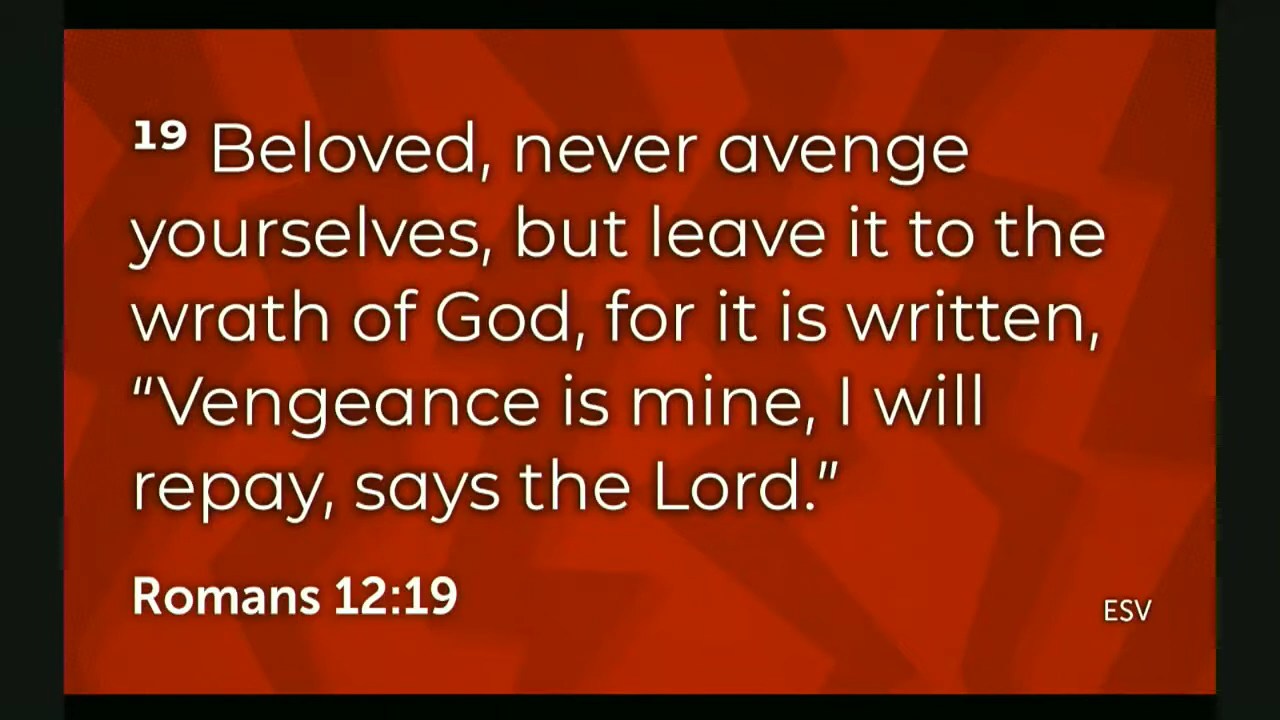 19 Beloved, never avenge
yourselves, but leave it to the
wrath of God, for it is written,
“Vengeance is mine, I will
repay, says the Lord.”
Romans 12:19
ESV